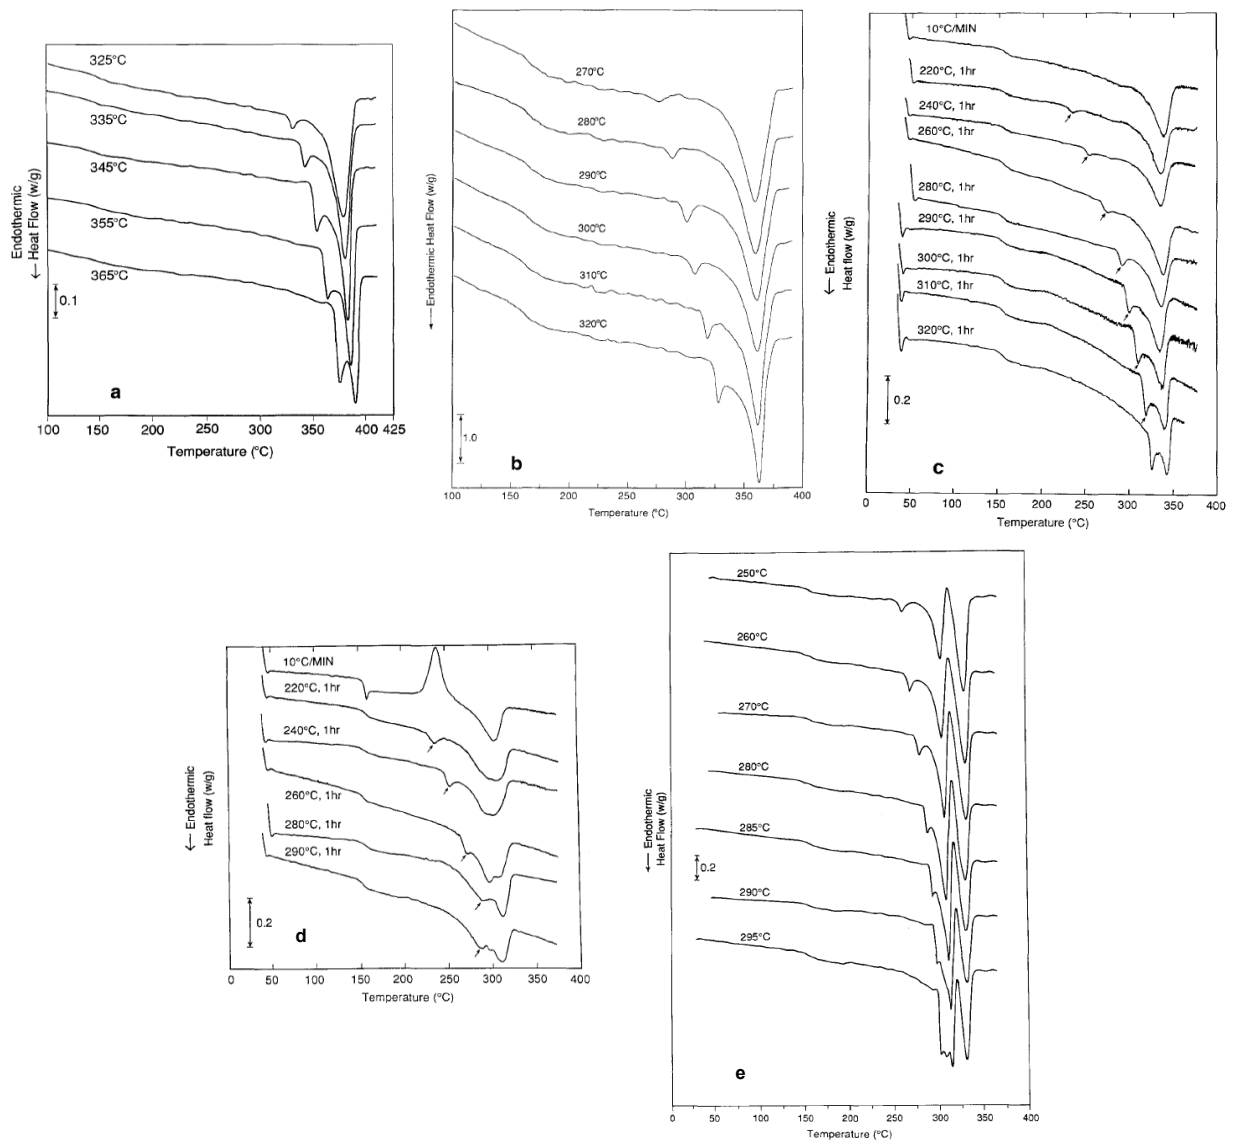 325°C
335°C
345°C
355°C
365°C
Endothermic
← Heat Flow (w/g)
0.1
a
100 150 200 250 300 350 400 425
Temperature (°C)
270°C
280°C
290°C
300°C
310°C
320°C
← Endothermic Heat Flow (w/g)
1.0
b
100 150 200 250 300 350 400
Temperature (°C)
10°C/MIN
220°C, 1hr
240°C, 1hr
260°C, 1hr
280°C, 1hr
290°C, 1hr
300°C, 1hr
310°C, 1hr
320°C, 1hr
← Endothermic
Heat flow (w/g)
0.2
c
0 50 100 150 200 250 300 350 400
Temperature (°C)
10°C/MIN
220°C, 1hr
240°C, 1hr
260°C, 1hr
280°C, 1hr
290°C, 1hr
← Endothermic
Heat flow (w/g)
0.2
d
0 50 100 150 200 250 300 350 400
Temperature (°C)
250°C
260°C
270°C
280°C
285°C
290°C
295°C
← Endothermic
Heat Flow (w/g)
0.2
e
0 50 100 150 200 250 300 350 400
Temperature (°C)